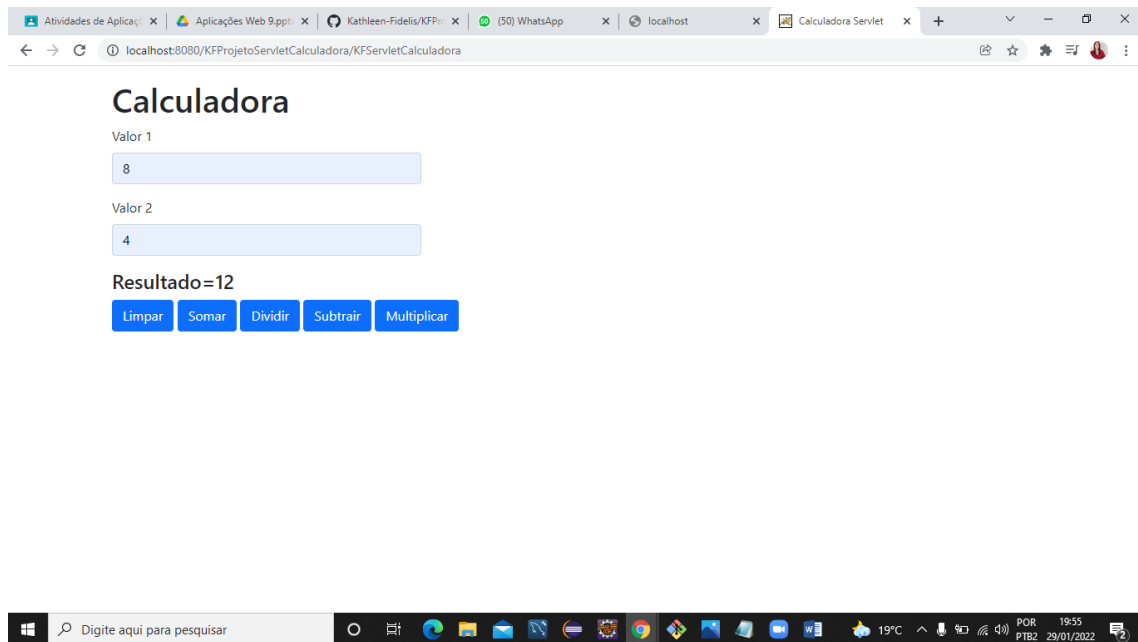 Atividades de Aplicaçõ
Aplicações Web 9.ppt
Kathleen-Fidelis/KFPr
(50) WhatsApp
localhost
Calculadora Servlet
localhost:8080/KFProjetoServletCalculadora/KFServletCalculadora
Calculadora
Valor 1
8
Valor 2
4
Resultado=12
Limpar Somar Dividir Subtrair Multiplicar
Digite aqui para pesquisar
19°C
POR
PTB2
19:55
29/01/2022